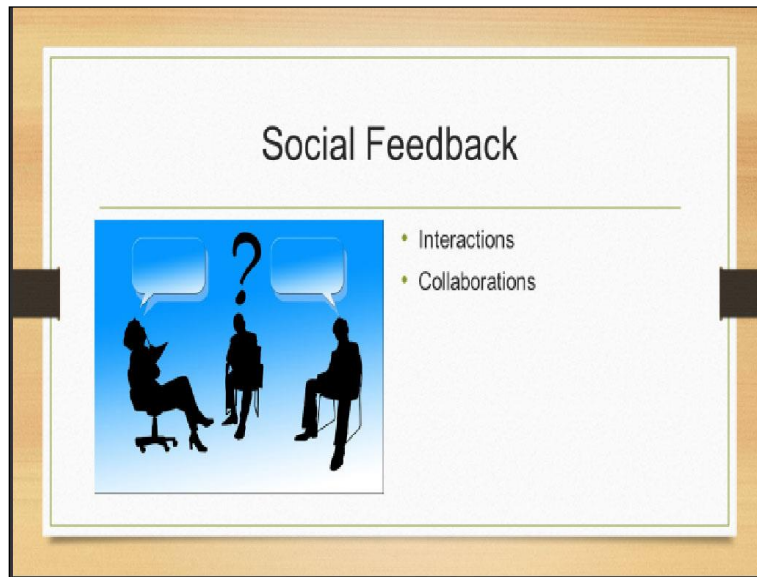 Social Feedback
?
• Interactions
• Collaborations